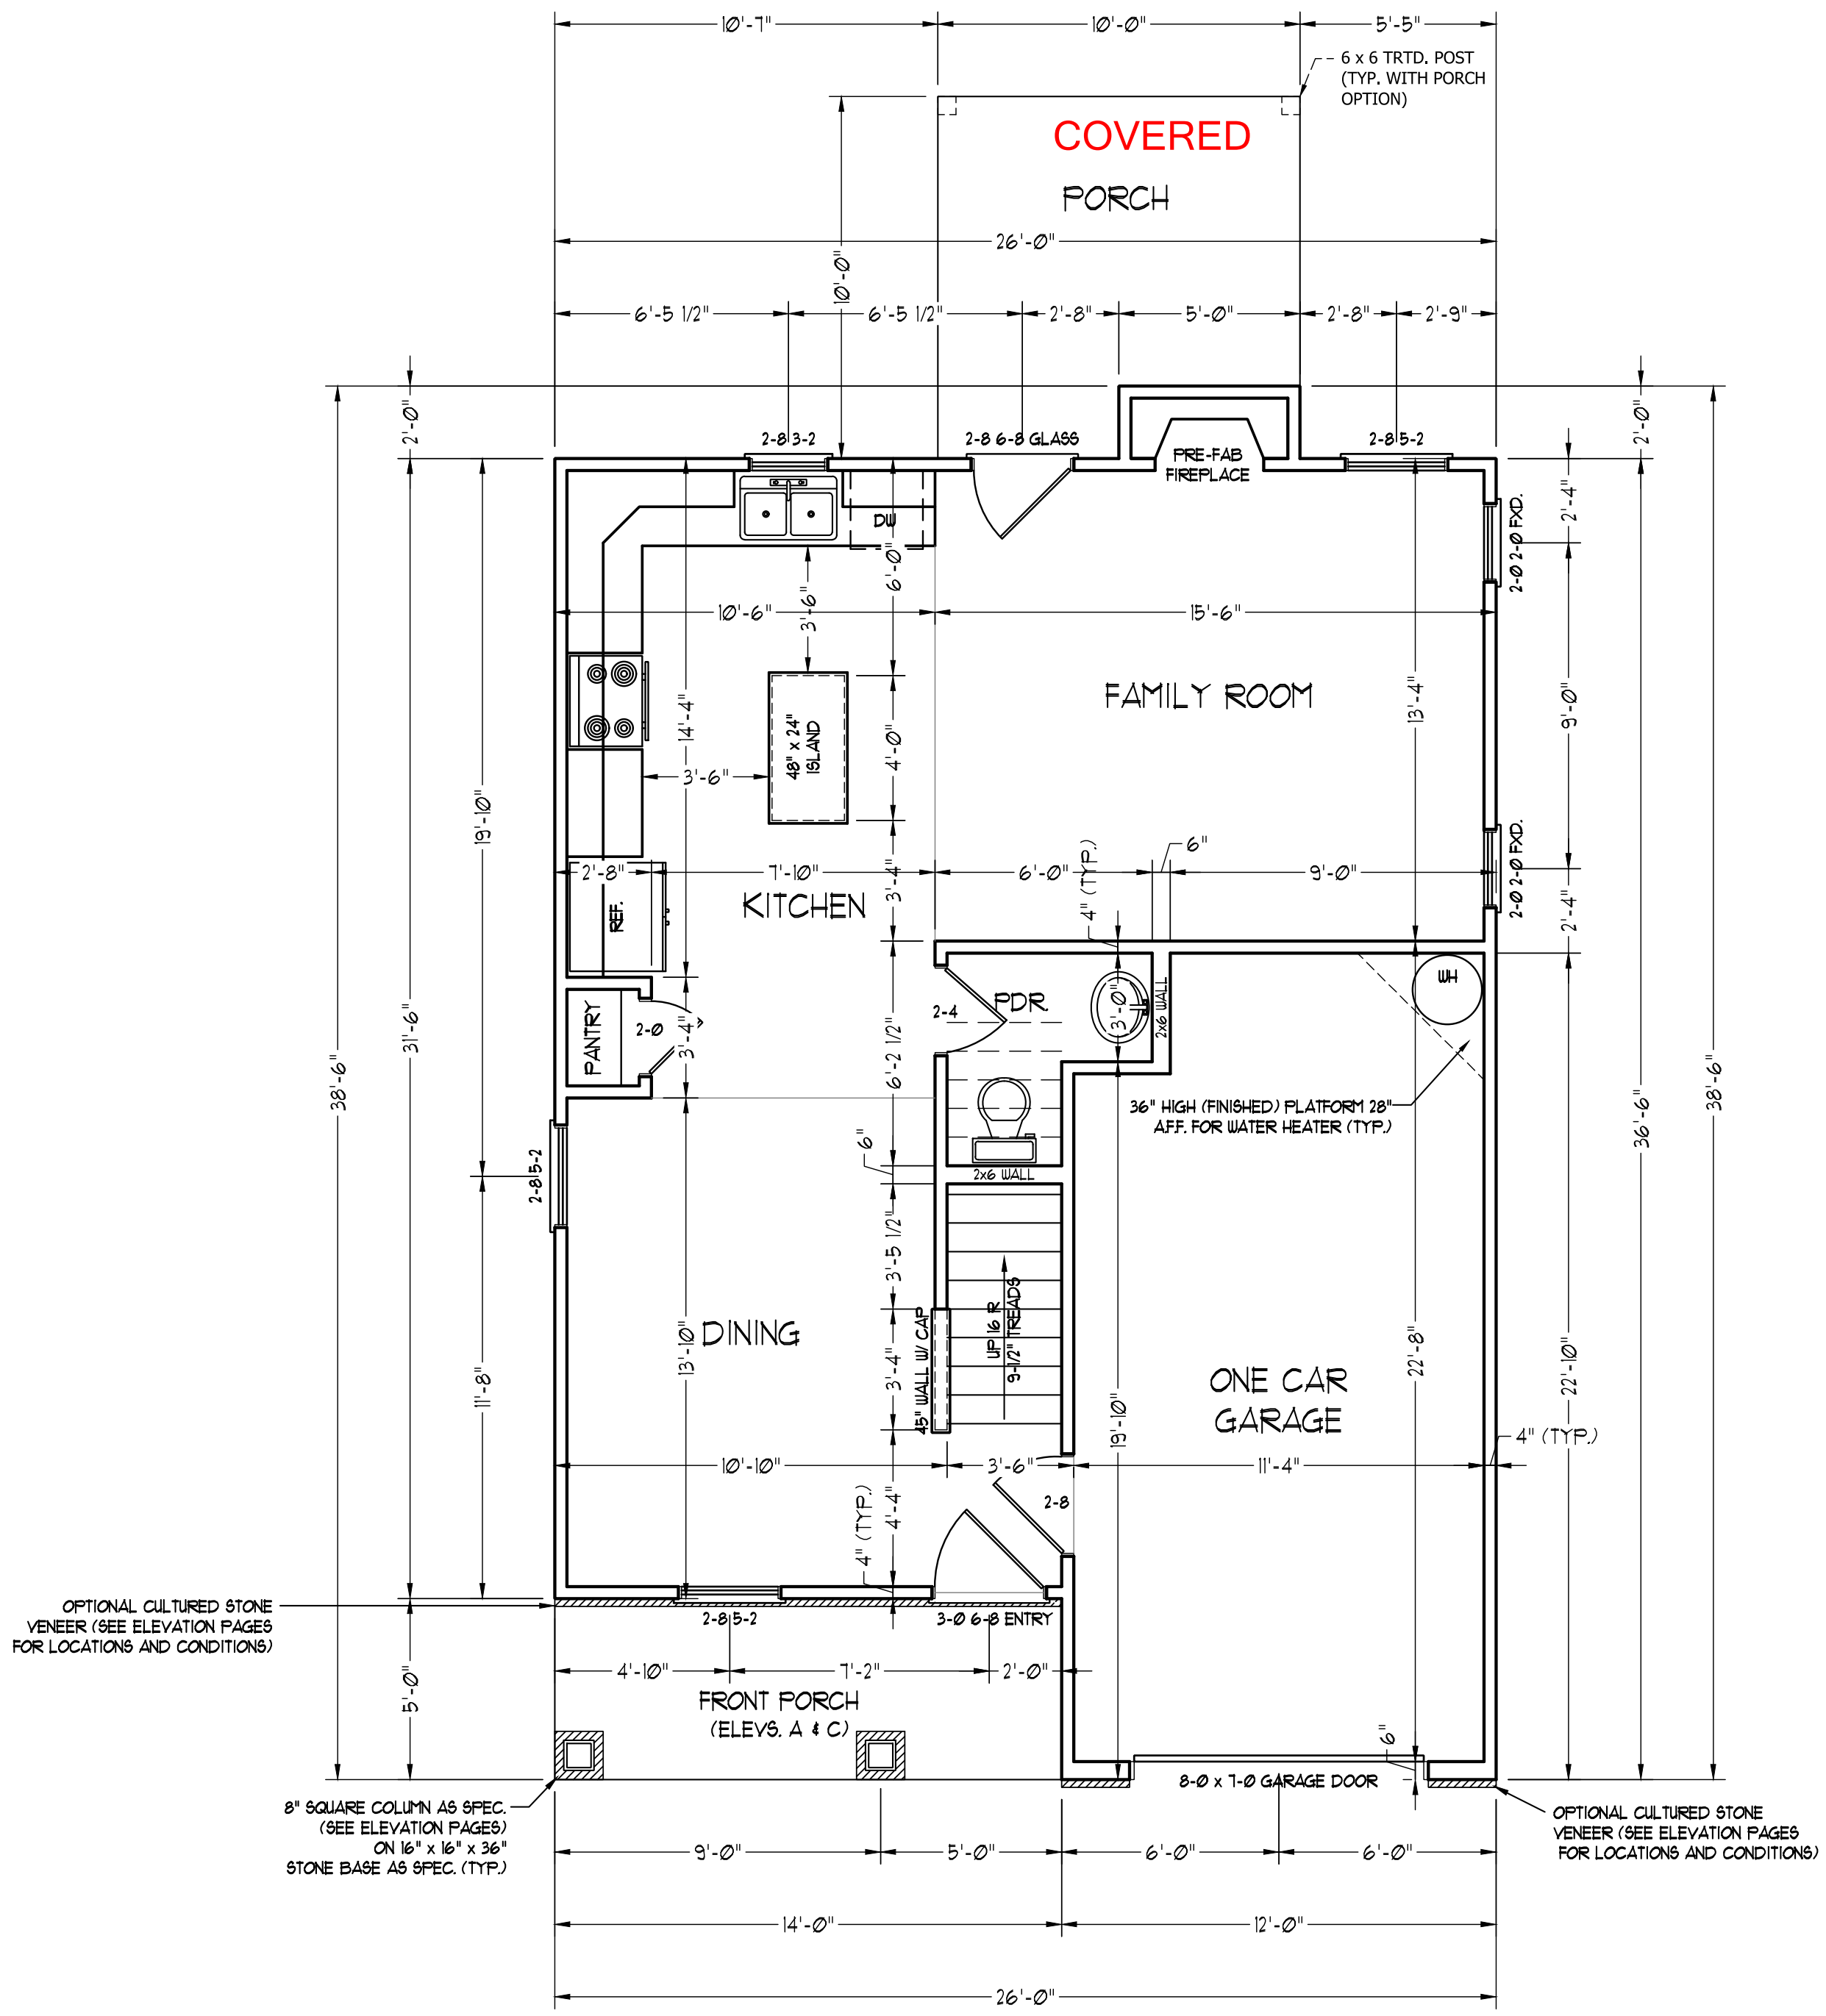 10'-7"
10'-0"
5'-5"
6 x 6 TRTD. POST
(TYP. WITH PORCH
OPTION)
COVERED
PORCH
26'-0"
10'-0"
6'-5 1/2"
6'-5 1/2"
2'-8"
5'-0"
2'-8"
2'-9"
2'-0"
2'-0"
2-8 3-2
2-8 6-8 GLASS
2-8 5-2
PRE-FAB
FIREPLACE
2-0 2-0 FXD.
2'-4"
DW
6'-0"
3'-6"
10'-6"
15'-6"
FAMILY ROOM
13'-4"
9'-0"
14'-4"
48" x 24"
ISLAND
4'-0"
3'-6"
19'-10"
2'-8"
7'-10"
3'-4"
6'-0"
4" (TYP.)
6"
9'-0"
2-0 2-0 FXD.
2'-4"
KITCHEN
REF.
PDR.
2-4
3'-0"
2x6 WALL
WH
PANTRY
2-0
3'-4"
6'-2 1/2"
31'-6"
38'-6"
36" HIGH (FINISHED) PLATFORM 28"
A.F.F. FOR WATER HEATER (TYP.)
36'-6"
38'-6"
6"
2x6 WALL
2-8 5-2
3'-5 1/2"
UP 16 R
9-1/2" TREADS
DINING
13'-10"
45" WALL W/ CAP
3'-4"
11'-8"
ONE CAR
GARAGE
22'-8"
22'-10"
19'-10"
10'-10"
3'-6"
11'-4"
4" (TYP.)
4" (TYP.)
4'-4"
2-8
OPTIONAL CULTURED STONE
VENEER (SEE ELEVATION PAGES
FOR LOCATIONS AND CONDITIONS)
2-8 5-2
3-0 6-8 ENTRY
4'-10"
7'-2"
2'-0"
5'-0"
FRONT PORCH
(ELEVS. A & C)
6"
8-0 x 7-0 GARAGE DOOR
8" SQUARE COLUMN AS SPEC.
(SEE ELEVATION PAGES)
ON 16" x 16" x 36"
STONE BASE AS SPEC. (TYP.)
OPTIONAL CULTURED STONE
VENEER (SEE ELEVATION PAGES
FOR LOCATIONS AND CONDITIONS)
9'-0"
5'-0"
6'-0"
6'-0"
14'-0"
12'-0"
26'-0"